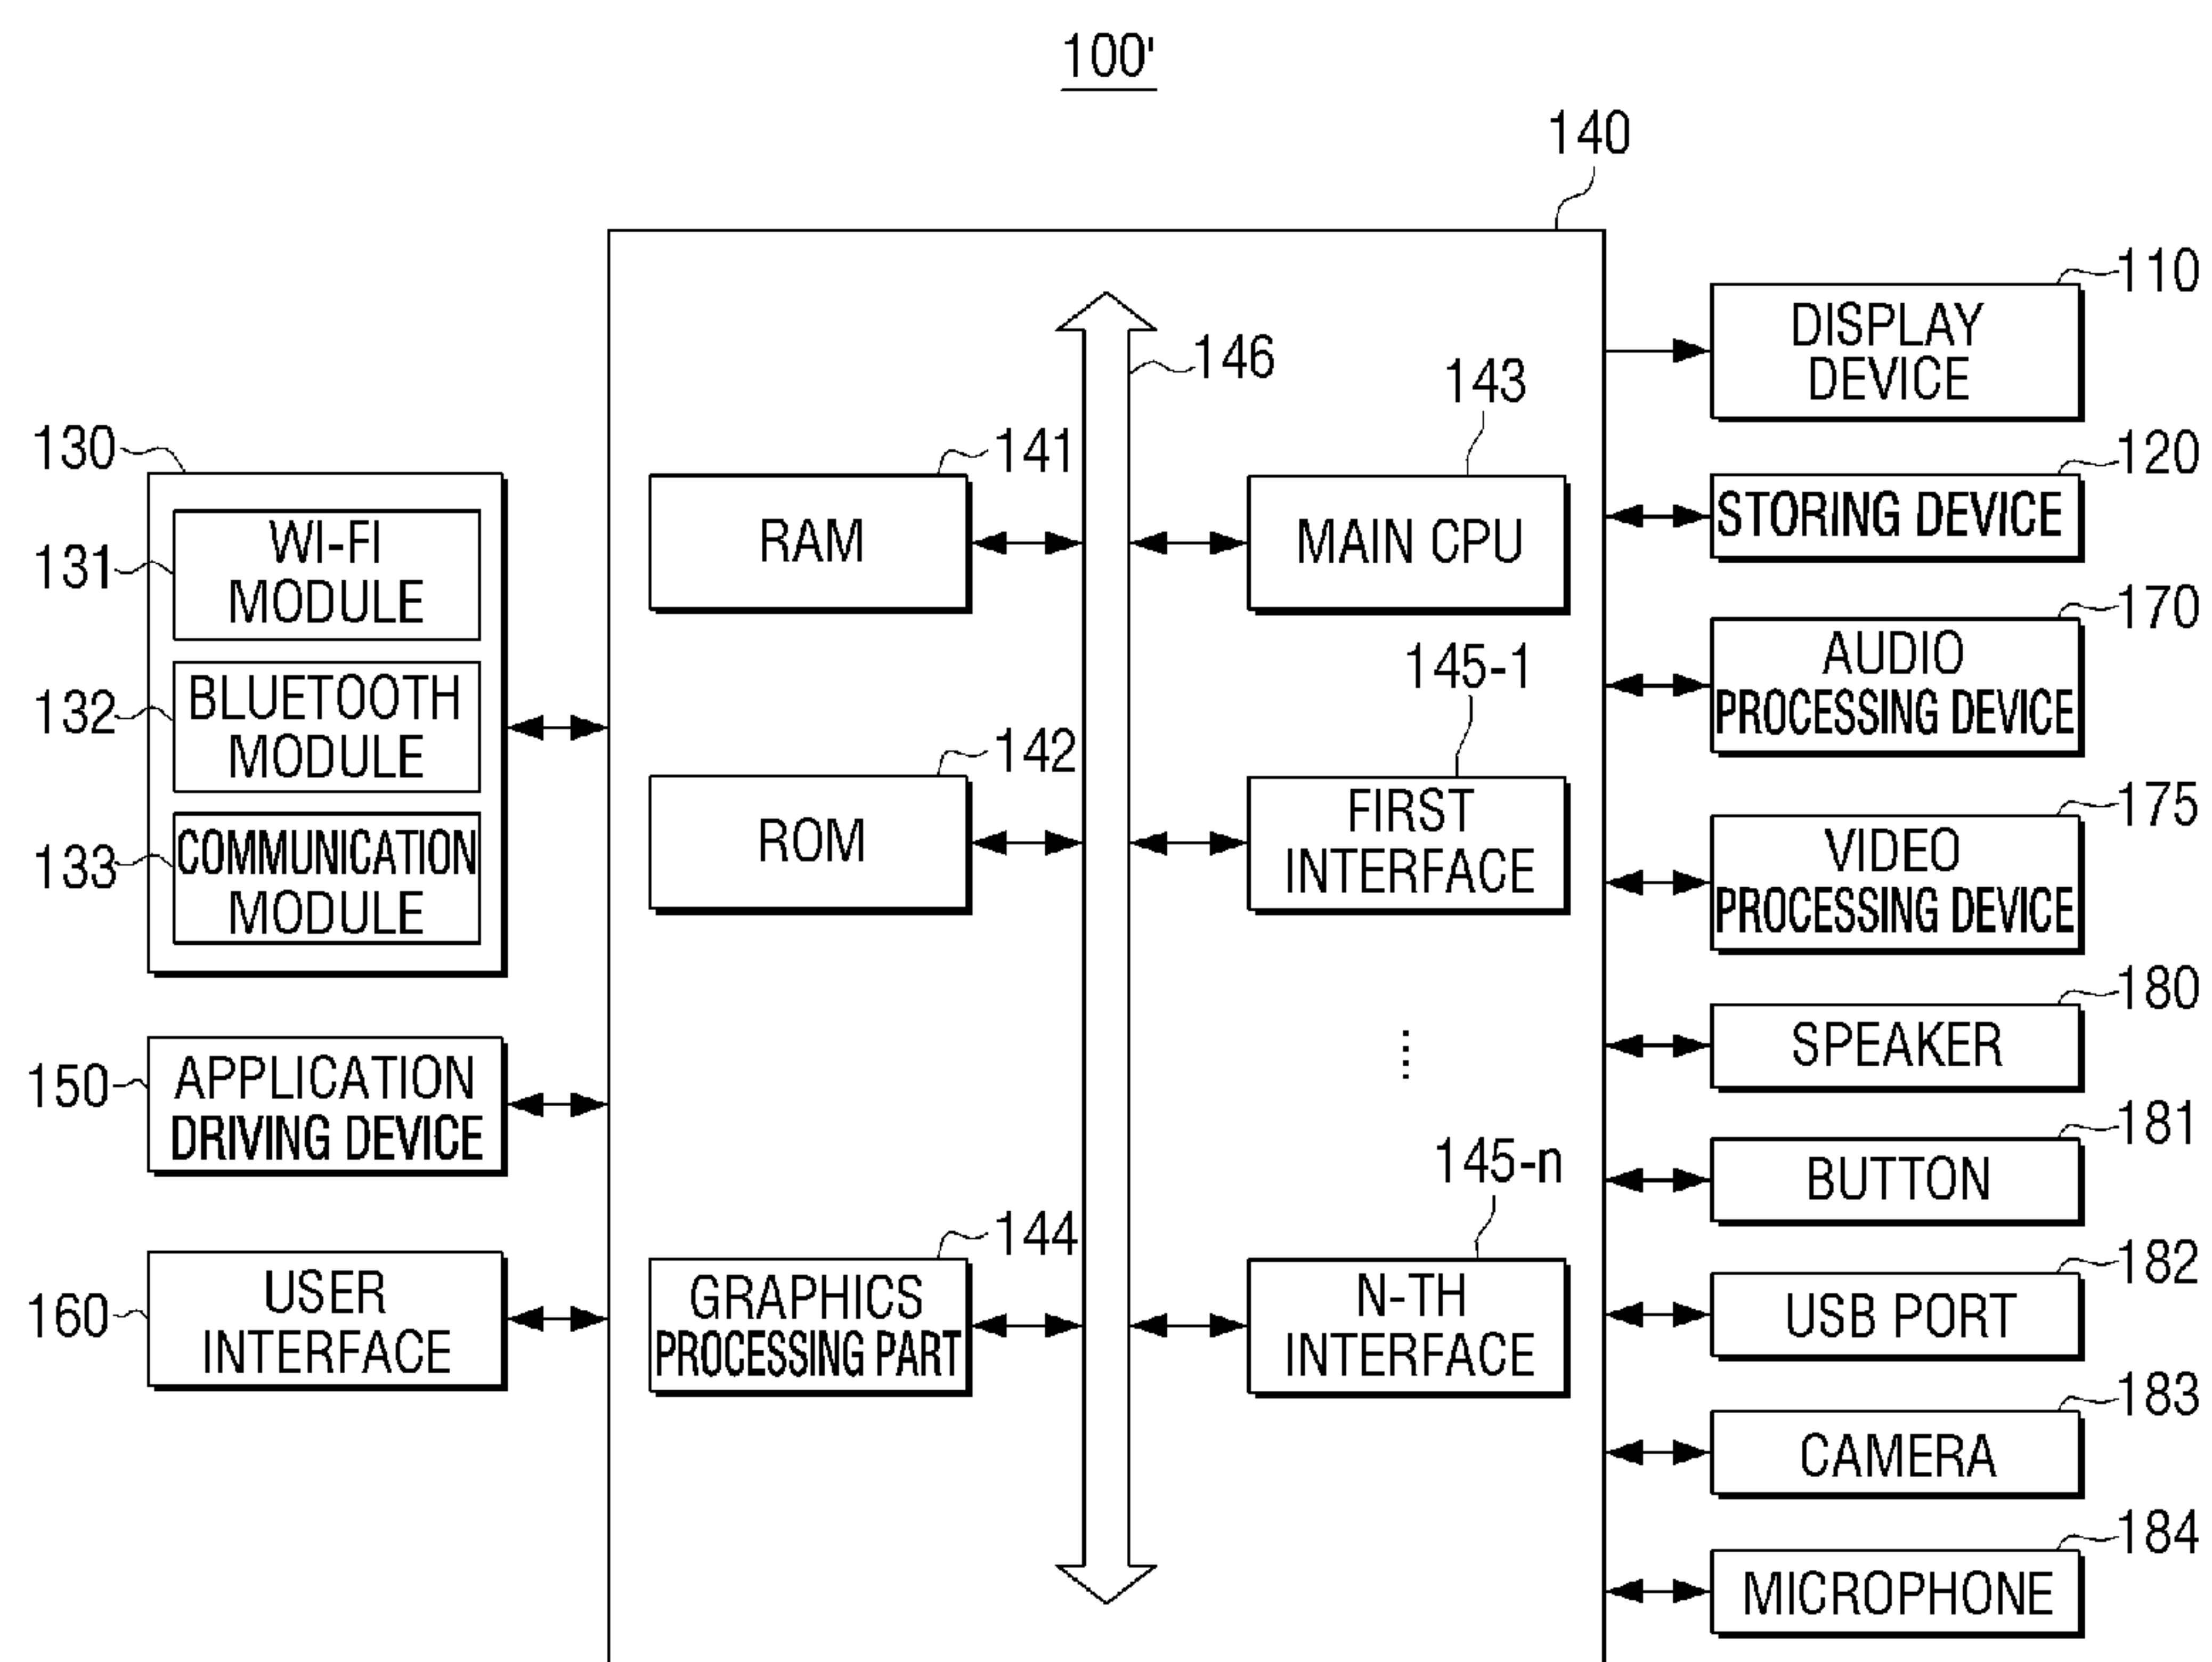 100'
140
130
131
WI-FI
MODULE
132
BLUETOOTH
MODULE
133
COMMUNICATION
MODULE
150
APPLICATION
DRIVING DEVICE
160
USER
INTERFACE
146
141
RAM
142
ROM
144
GRAPHICS
PROCESSING PART
143
MAIN CPU
145-1
FIRST
INTERFACE
145-n
N-TH
INTERFACE
110
DISPLAY
DEVICE
120
STORING DEVICE
170
AUDIO
PROCESSING DEVICE
175
VIDEO
PROCESSING DEVICE
180
SPEAKER
181
BUTTON
182
USB PORT
183
CAMERA
184
MICROPHONE